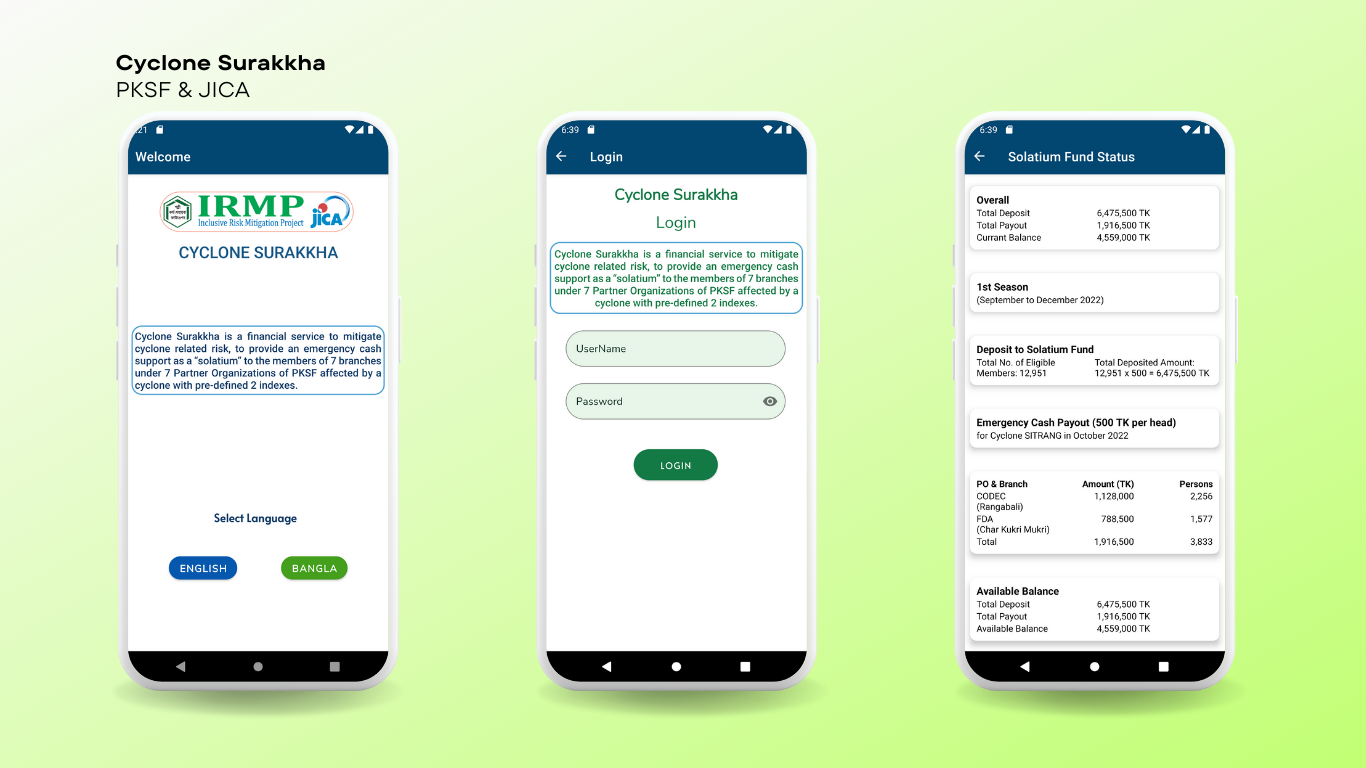 Cyclone Surakkha
PKSF & JICA
:21
Welcome
IRMP
Inclusive Risk Mitigation Project
JICA
CYCLONE SURAKKHA
Cyclone Surakkha is a financial service to mitigate
cyclone related risk, to provide an emergency cash
support as a "solatium" to the members of 7 branches
under 7 Partner Organizations of PKSF affected by a
cyclone with pre-defined 2 indexes.
Select Language
ENGLISH
BANGLA
6:39
Login
Cyclone Surakkha
Login
Cyclone Surakkha is a financial service to mitigate
cyclone related risk, to provide an emergency cash
support as a "solatium" to the members of 7 branches
under 7 Partner Organizations of PKSF affected by a
cyclone with pre-defined 2 indexes.
UserName
Password
LOGIN
6:39
Solatium Fund Status
Overall
Total Deposit 6,475,500 TK
Total Payout 1,916,500 TK
Currant Balance 4,559,000 TK
1st Season
(September to December 2022)
Deposit to Solatium Fund
Total No. of Eligible Total Deposited Amount:
Members: 12,951 12,951 x 500 = 6,475,500 TK
Emergency Cash Payout (500 TK per head)
for Cyclone SITRANG in October 2022
PO & Branch Amount (TK) Persons
CODEC 1,128,000 2,256
(Rangabali)
FDA 788,500 1,577
(Char Kukri Mukri)
Total 1,916,500 3,833
Available Balance
Total Deposit 6,475,500 TK
Total Payout 1,916,500 TK
Available Balance 4,559,000 TK